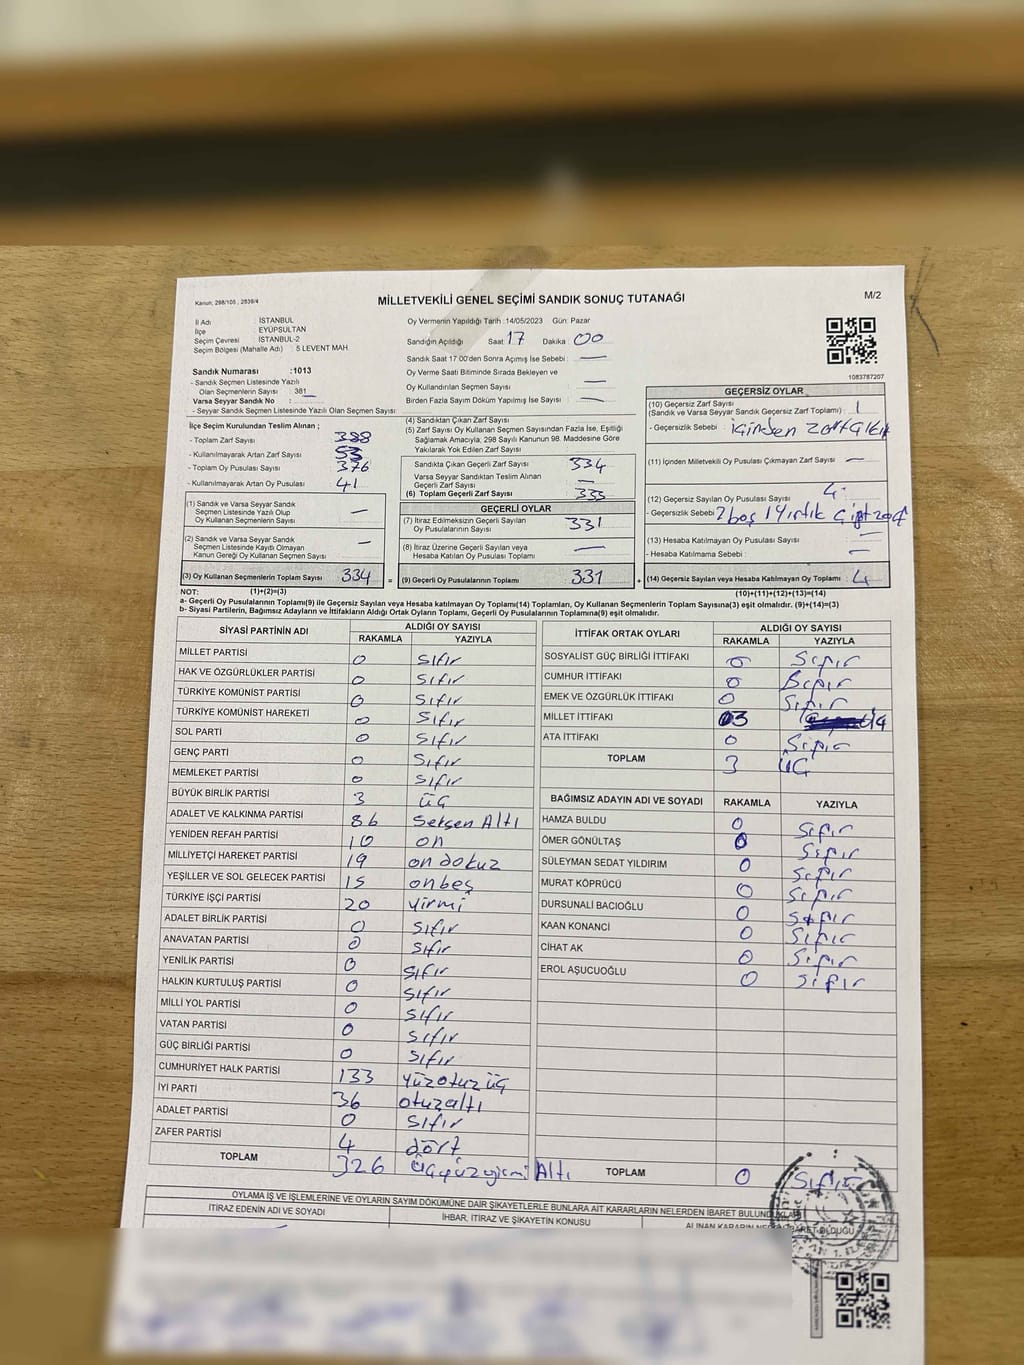 Kanun; 298/105 , 2839/4
MİLLETVEKİLİ GENEL SEÇİMİ SANDIK SONUÇ TUTANAĞI
M/2
İl Adı İSTANBUL
İlçe EYÜPSULTAN
Seçim Çevresi : İSTANBUL-2
Seçim Bölgesi (Mahalle Adı) : 5 LEVENT MAH.
Oy Vermenin Yapıldığı Tarih :14/05/2023 Gün: Pazar
Sandığın Açıldığı Saat 17 Dakika 00
Sandık Saat 17:00'den Sonra Açımış İse Sebebi : —
Oy Verme Saati Bitiminde Sırada Bekleyen ve
Oy Kullandırılan Seçmen Sayısı —
Birden Fazla Sayım Döküm Yapılmış İse Sayısı : —
1083787207
Sandık Numarası :1013
- Sandık Seçmen Listesinde Yazılı
Olan Seçmenlerin Sayısı : 381
Varsa Seyyar Sandık No :
- Seyyar Sandık Seçmen Listesinde Yazılı Olan Seçmen Sayısı
İlçe Seçim Kurulundan Teslim Alınan ;
- Toplam Zarf Sayısı 388
- Kullanılmayarak Artan Zarf Sayısı : 53
- Toplam Oy Pusulası Sayısı : 376
- Kullanılmayarak Artan Oy Pusulası 41
(1) Sandık ve Varsa Seyyar Sandık
Seçmen Listesinde Yazılı Olup
Oy Kullanan Seçmenlerin Sayısı —
(2) Sandık ve Varsa Seyyar Sandık
Seçmen Listesinde Kayıtlı Olmayan
Kanun Gereği Oy Kullanan Seçmen Sayısı —
(3) Oy Kullanan Seçmenlerin Toplam Sayısı 334 =
(4) Sandıktan Çıkan Zarf Sayısı :
(5) Zarf Sayısı Oy Kullanan Seçmen Sayısından Fazla İse, Eşitliği
Sağlamak Amacıyla; 298 Sayılı Kanunun 98. Maddesine Göre
Yakılarak Yok Edilen Zarf Sayısı :
Sandıkta Çıkan Geçerli Zarf Sayısı 334
Varsa Seyyar Sandıktan Teslim Alınan
Geçerli Zarf Sayısı —
(6) Toplam Geçerli Zarf Sayısı : 333
GEÇERLİ OYLAR
(7) İtiraz Edilmeksizin Geçerli Sayılan
Oy Pusulalarının Sayısı : 331
(8) İtiraz Üzerine Geçerli Sayılan veya
Hesaba Katılan Oy Pusulası Toplamı : —
(9) Geçerli Oy Pusulalarının Toplamı : 331 +
GEÇERSİZ OYLAR
(10) Geçersiz Zarf Sayısı
(Sandık ve Varsa Seyyar Sandık Geçersiz Zarf Toplamı) : 1
- Geçersizlik Sebebi :
(11) İçinden Milletvekili Oy Pusulası Çıkmayan Zarf Sayısı : —
(12) Geçersiz Sayılan Oy Pusulası Sayısı : 4
- Geçersizlik Sebebi : 2 boş 1 Yırtık
(13) Hesaba Katılmayan Oy Pusulası Sayısı : —
- Hesaba Katılmama Sebebi : —
(14) Geçersiz Sayılan veya Hesaba Katılmayan Oy Toplamı : 4
NOT: (1)+(2)=(3) (10)+(11)+(12)+(13)=(14)
a- Geçerli Oy Pusulalarının Toplamı(9) ile Geçersiz Sayılan veya Hesaba katılmayan Oy Toplamı(14) Toplamları, Oy Kullanan Seçmenlerin Toplam Sayısına(3) eşit olmalıdır. (9)+(14)=(3)
b- Siyasi Partilerin, Bağımsız Adayların ve İttifakların Aldığı Ortak Oyların Toplamı, Geçerli Oy Pusulalarının Toplamına(9) eşit olmalıdır.
SİYASİ PARTİNİN ADI ALDIĞI OY SAYISI
RAKAMLA YAZIYLA
MİLLET PARTİSİ 0 sıfır
HAK VE ÖZGÜRLÜKLER PARTİSİ 0 sıfır
TÜRKİYE KOMÜNİST PARTİSİ 0 sıfır
TÜRKİYE KOMÜNİST HAREKETİ 0 sıfır
SOL PARTİ 0 sıfır
GENÇ PARTİ 0 sıfır
MEMLEKET PARTİSİ 0 sıfır
BÜYÜK BİRLİK PARTİSİ 3 üç
ADALET VE KALKINMA PARTİSİ 86 seksen Altı
YENİDEN REFAH PARTİSİ 10 on
MİLLİYETÇİ HAREKET PARTİSİ 19 on dokuz
YEŞİLLER VE SOL GELECEK PARTİSİ 15 onbeş
TÜRKİYE İŞÇİ PARTİSİ 20 yirmi
ADALET BİRLİK PARTİSİ 0 sıfır
ANAVATAN PARTİSİ 0 sıfır
YENİLİK PARTİSİ 0 sıfır
HALKIN KURTULUŞ PARTİSİ 0 sıfır
MİLLİ YOL PARTİSİ 0 sıfır
VATAN PARTİSİ 0 sıfır
GÜÇ BİRLİĞİ PARTİSİ 0 sıfır
CUMHURİYET HALK PARTİSİ 133 yüzotuz üç
İYİ PARTİ 36 otuzaltı
ADALET PARTİSİ 0 sıfır
ZAFER PARTİSİ 4 dört
TOPLAM 326 üçyüzyirmi Altı
İTTİFAK ORTAK OYLARI ALDIĞI OY SAYISI
RAKAMLA YAZIYLA
SOSYALİST GÜÇ BİRLİĞİ İTTİFAKI 0 Sıfır
CUMHUR İTTİFAKI 0 Sıfır
EMEK VE ÖZGÜRLÜK İTTİFAKI 0 Sıfır
MİLLET İTTİFAKI 03
ATA İTTİFAKI 0 Sıfır
TOPLAM 3 ÜÇ
BAĞIMSIZ ADAYIN ADI VE SOYADI RAKAMLA YAZIYLA
HAMZA BULDU 0 Sıfır
ÖMER GÖNÜLTAŞ 0 Sıfır
SÜLEYMAN SEDAT YILDIRIM 0 Sıfır
MURAT KÖPRÜCÜ 0 Sıfır
DURSUNALİ BACIOĞLU 0 Sıfır
KAAN KONANCİ 0 Sıfır
CİHAT AK 0 Sıfır
EROL AŞUCUOĞLU 0 Sıfır
TOPLAM 0 Sıfır
OYLAMA İŞ VE İŞLEMLERİNE VE OYLARIN SAYIM DÖKÜMÜNE DAİR ŞİKAYETLERLE BUNLARA AİT KARARLARIN NELERDEN İBARET BULUNDUKLARI
İTİRAZ EDENİN ADI VE SOYADI
İHBAR, İTİRAZ VE ŞİKAYETİN KONUSU